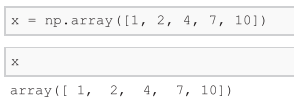 x = np.array([1, 2, 4, 7, 10])
x
array([ 1,  2,  4,  7, 10])